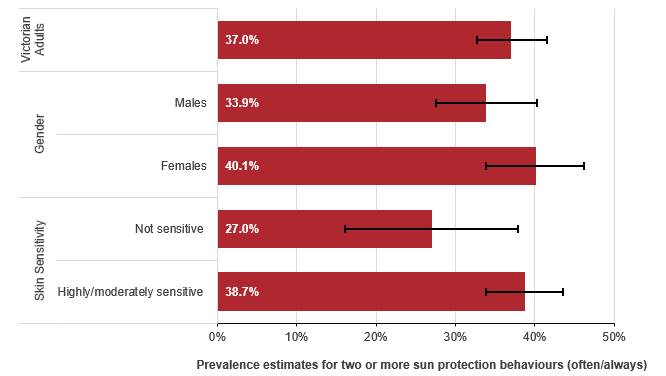 Victorian
Adults
37.0%
Gender
Males
33.9%
Females
40.1%
Skin Sensitivity
Not sensitive
27.0%
Highly/moderately sensitive
38.7%
0%
10%
20%
30%
40%
50%
Prevalence estimates for two or more sun protection behaviours (often/always)